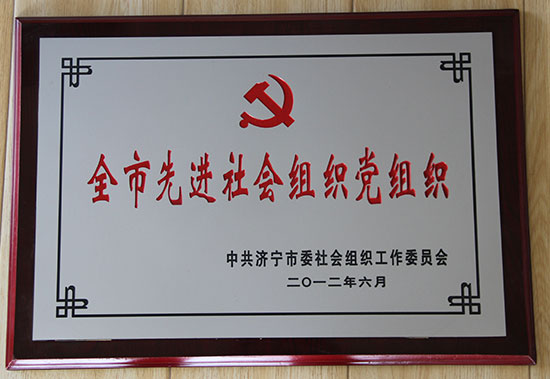 全市先进社会组织党组织
中共济宁市委社会组织工作委员会
二〇一二年六月